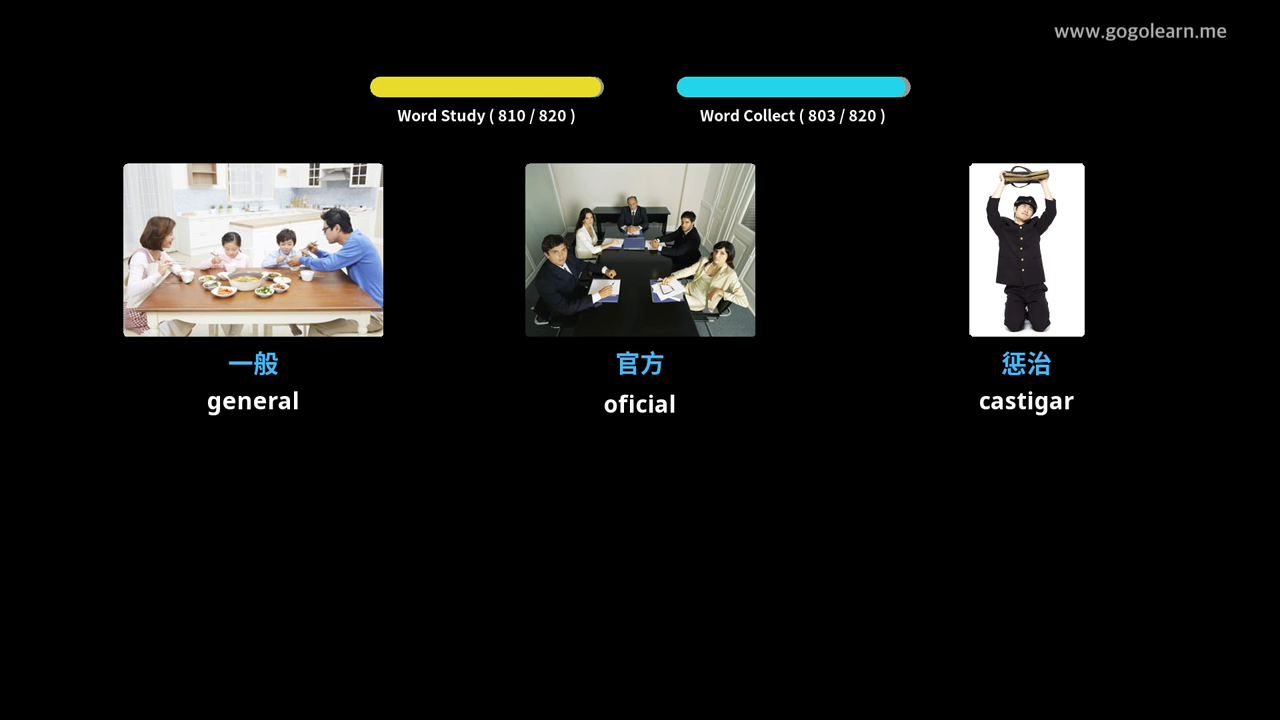 www.gogolearn.me
Word Study ( 810 / 820 )
Word Collect ( 803 / 820 )
一般
官方
惩治
general
oficial
castigar